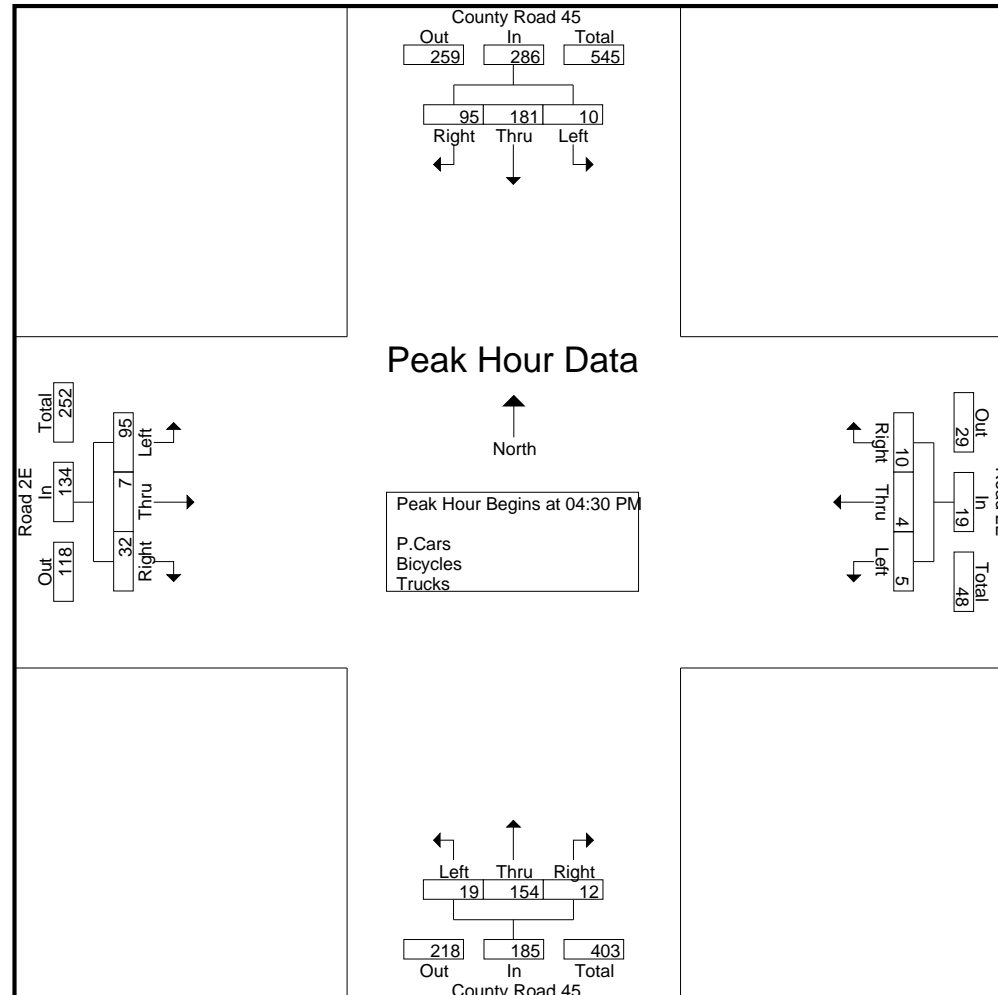 County Road 45
Out In Total
259 286 545
95 181 10
Right Thru Left
Peak Hour Data
North
Peak Hour Begins at 04:30 PM
P.Cars
Bicycles
Trucks
Road 2E
Out In Total
118 134 252
32 7 95
Right Thru Left
Out In Total
29 19 48
10 4 5
Right Thru Left
Left Thru Right
19 154 12
218 185 403
Out In Total
County Road 45